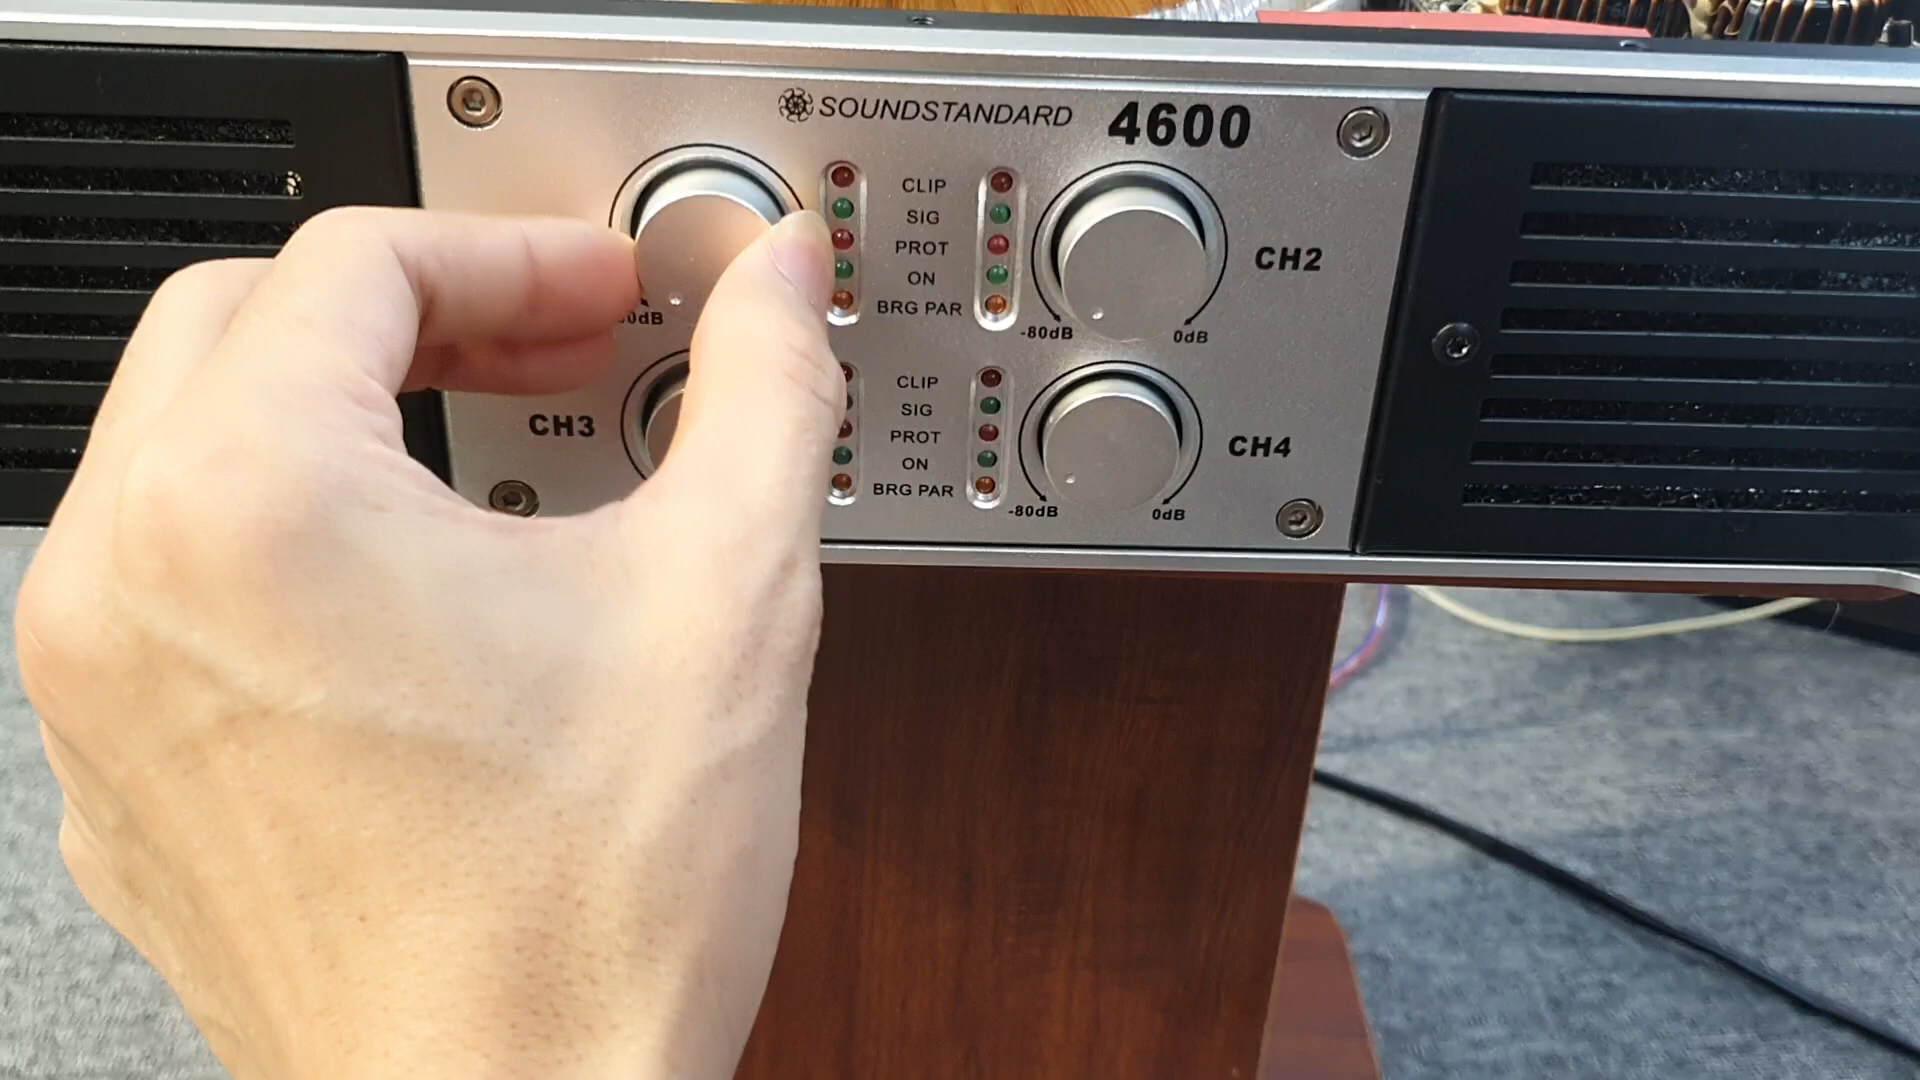 SOUNDSTANDARD 4600
CLIP
SIG
PROT
ON
BRG PAR
CH2
-80dB
0dB
CLIP
SIG
PROT
ON
BRG PAR
CH3
CH4
-80dB
0dB